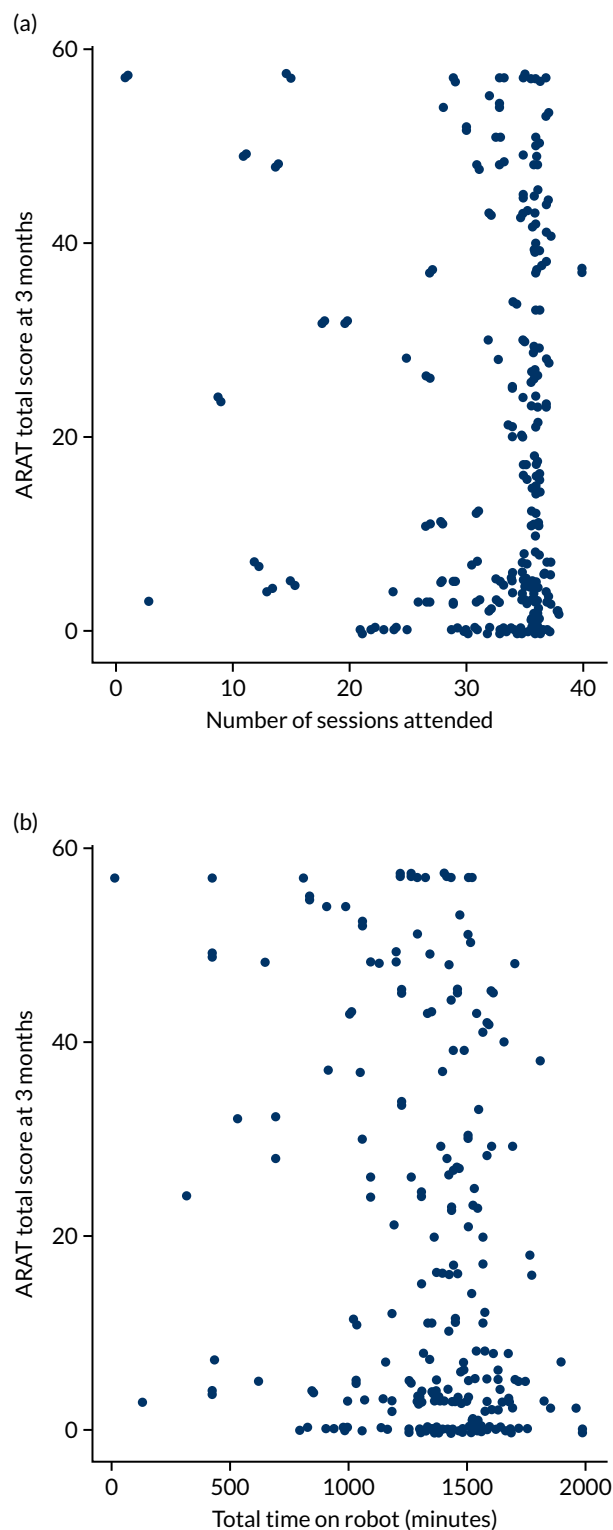 (a)
60
40
20
0
0 10 20 30 40
ARAT total score at 3 months
Number of sessions attended
(b)
60
40
20
0
0 500 1000 1500 2000
ARAT total score at 3 months
Total time on robot (minutes)